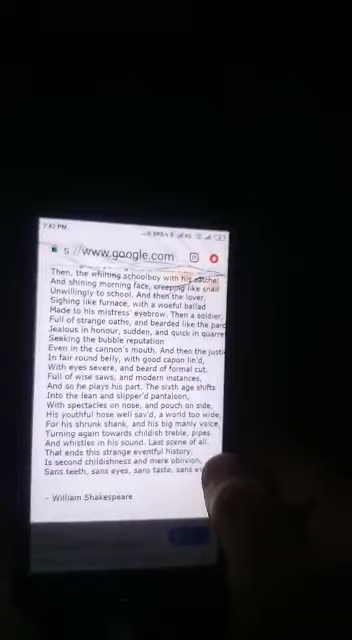 7:42 PM
s://www.google.com
Then, the whining schoolboy with his satchel
And shining morning face, creeping like snail
Unwillingly to school. And then the lover,
Sighing like furnace, with a woeful ballad
Made to his mistress' eyebrow. Then a soldier,
Full of strange oaths, and bearded like the pard
Jealous in honour, sudden, and quick in quarre
Seeking the bubble reputation
Even in the cannon's mouth. And then the justi
In fair round belly, with good capon lin'd,
With eyes severe, and beard of formal cut,
Full of wise saws, and modern instances,
And so he plays his part. The sixth age shifts
Into the lean and slipper'd pantaloon,
With spectacles on nose, and pouch on side,
His youthful hose well sav'd, a world too wide,
For his shrunk shank, and his big manly voice,
Turning again towards childish treble, pipes
And whistles in his sound. Last scene of all,
That ends this strange eventful history,
Is second childishness and mere oblivion,
Sans teeth, sans eyes, sans taste, sans ev
– William Shakespeare